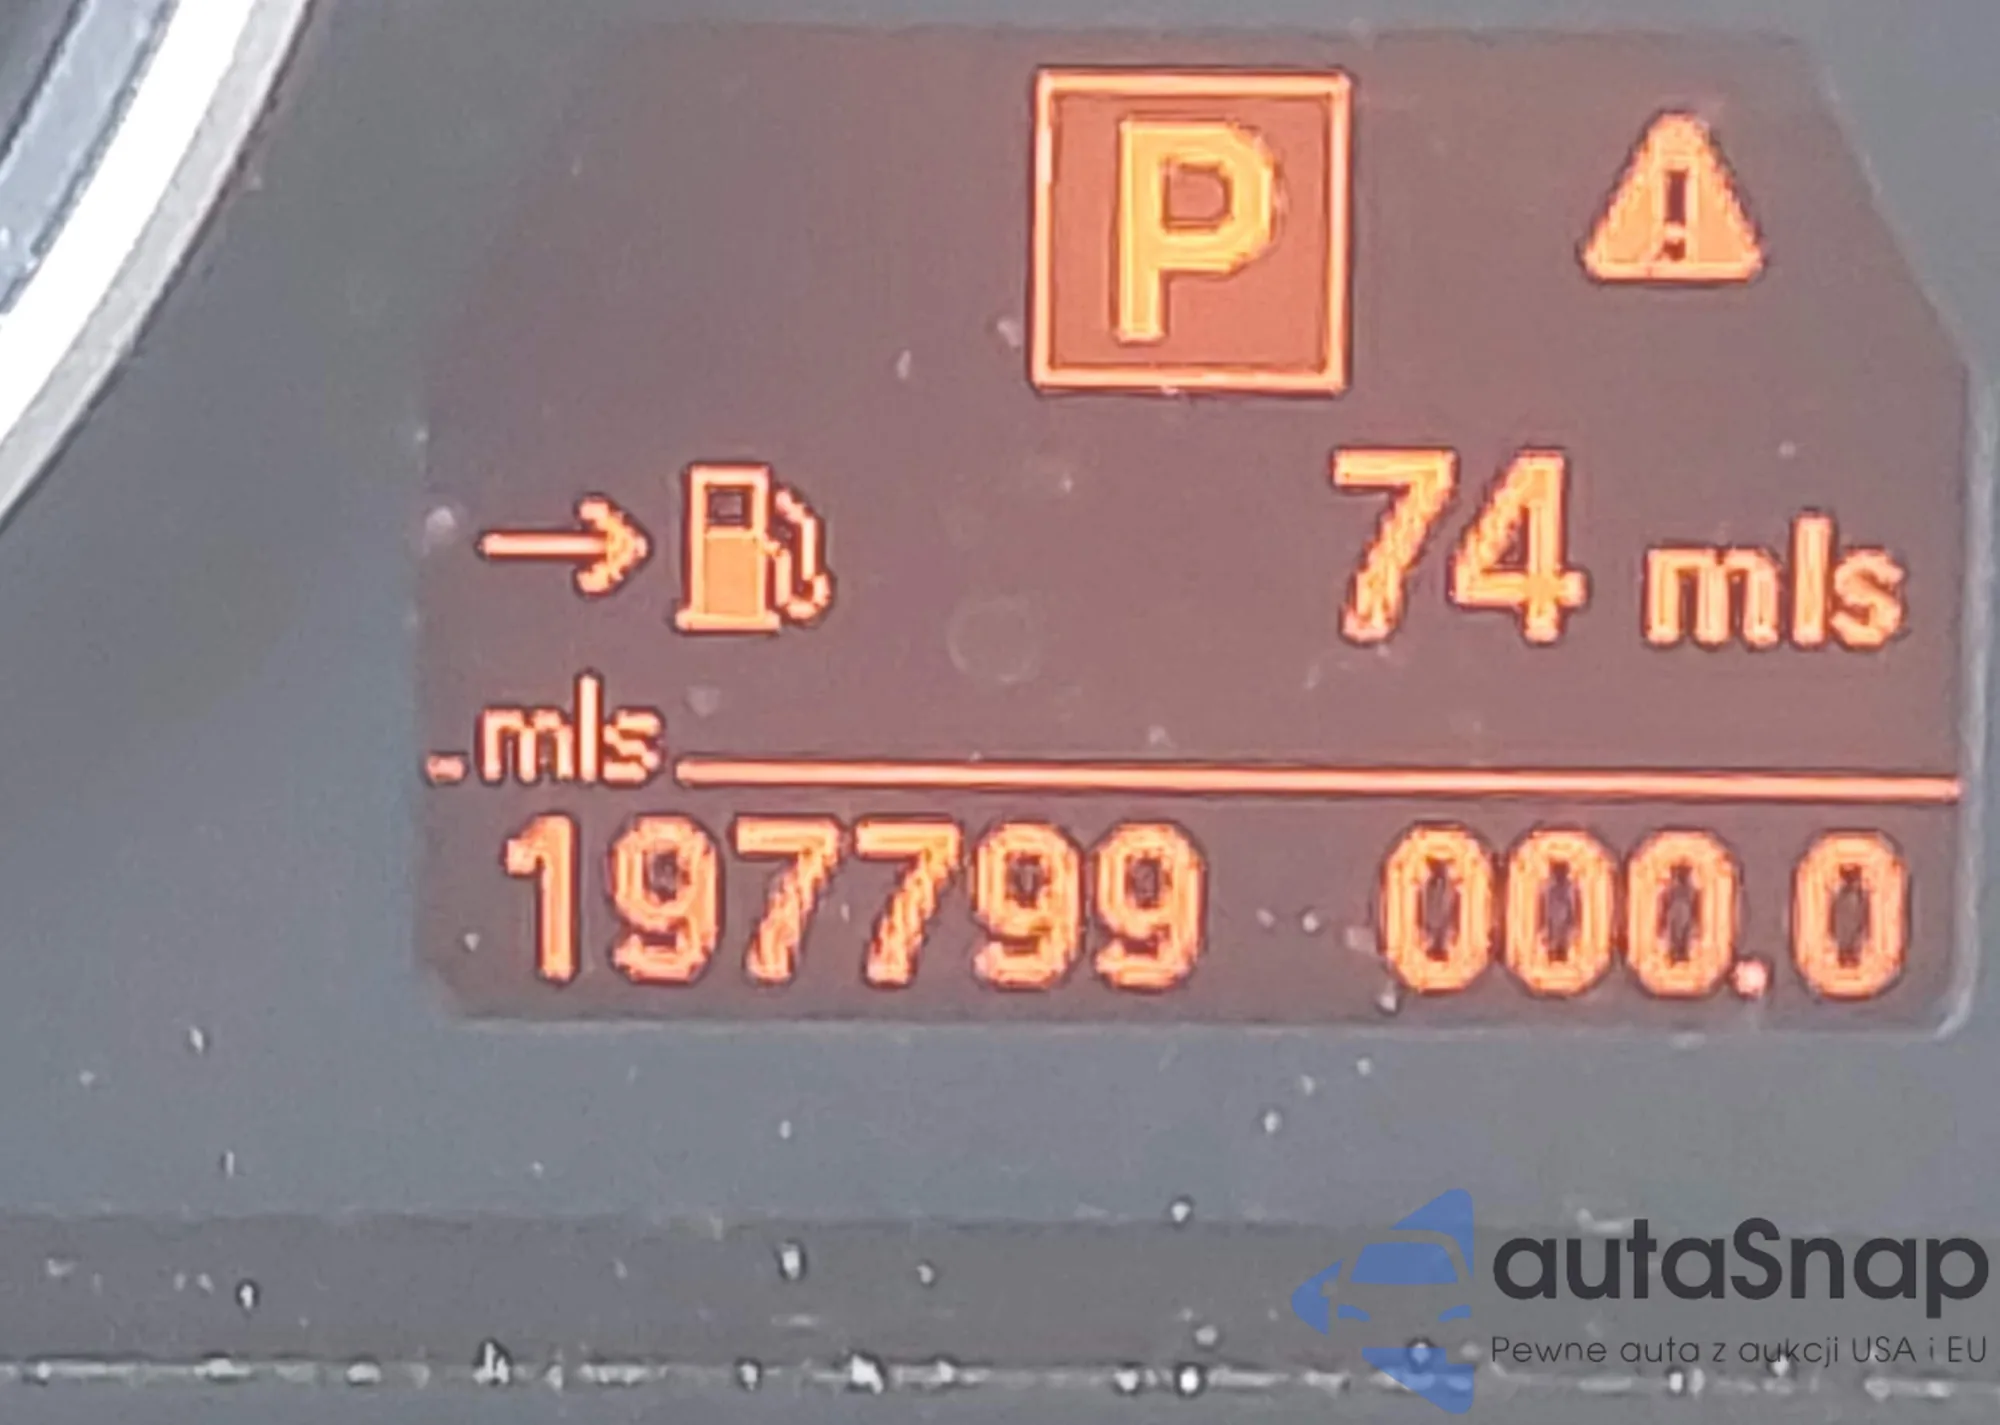 P
74 mls
mls
197799 000.0
autaSnap
Pewne auta z aukcji USA i EU